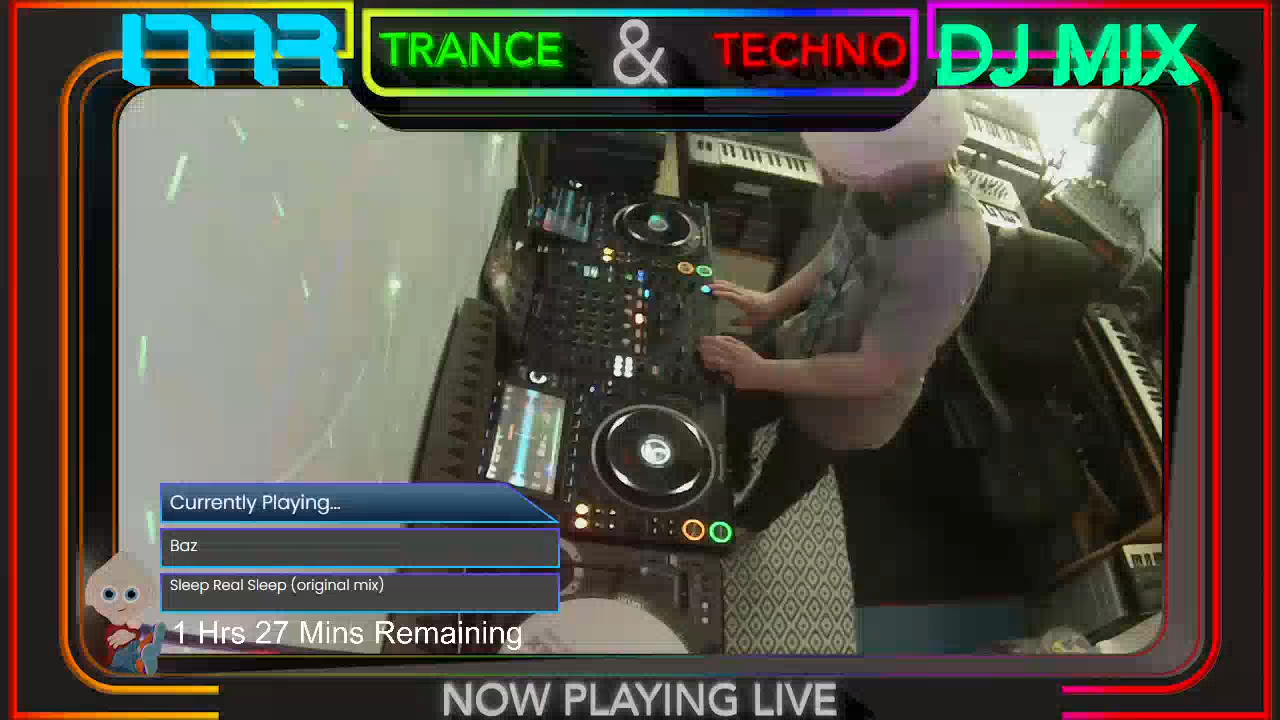 TRANCE & TECHNO DJ MIX
Currently Playing...
Baz
Sleep Real Sleep (original mix)
1 Hrs 27 Mins Remaining
NOW PLAYING LIVE